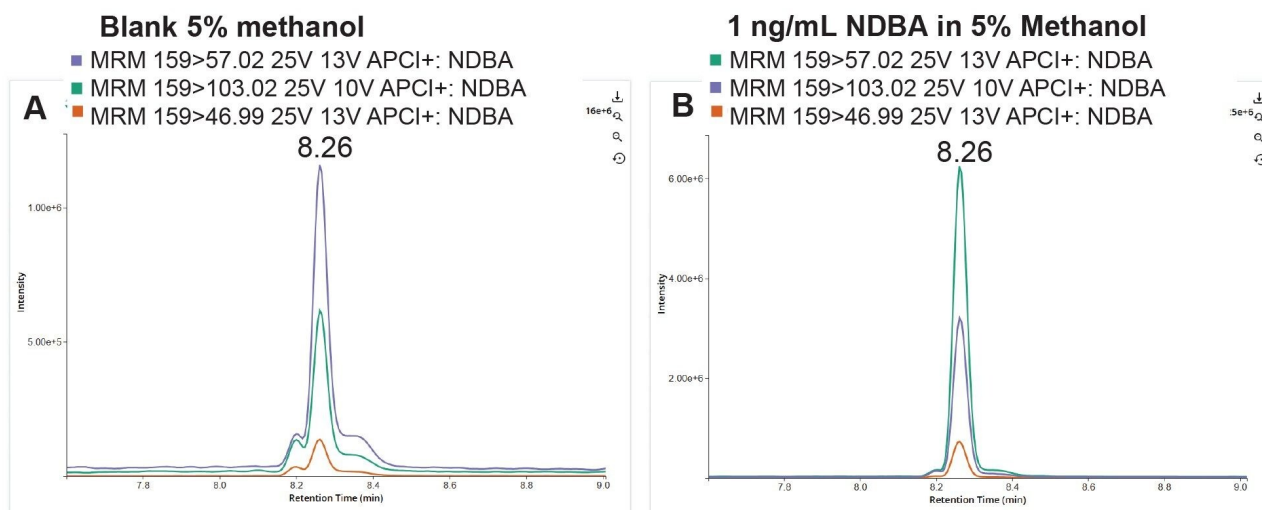 Blank 5% methanol
MRM 159>57.02 25V 13V APCI+: NDBA
MRM 159>103.02 25V 10V APCI+: NDBA
MRM 159>46.99 25V 13V APCI+: NDBA
A
16e+6
8.26
1.00e+6
5.00e+5
Intensity
7.8 8.0 8.2 8.4 8.6 8.8 9.0
Retention Time (min)
1 ng/mL NDBA in 5% Methanol
MRM 159>57.02 25V 13V APCI+: NDBA
MRM 159>103.02 25V 10V APCI+: NDBA
MRM 159>46.99 25V 13V APCI+: NDBA
B
5e+6
8.26
6.00e+6
4.00e+6
2.00e+6
Intensity
7.8 8.0 8.2 8.4 8.6 8.8 9.0
Retention Time (min)